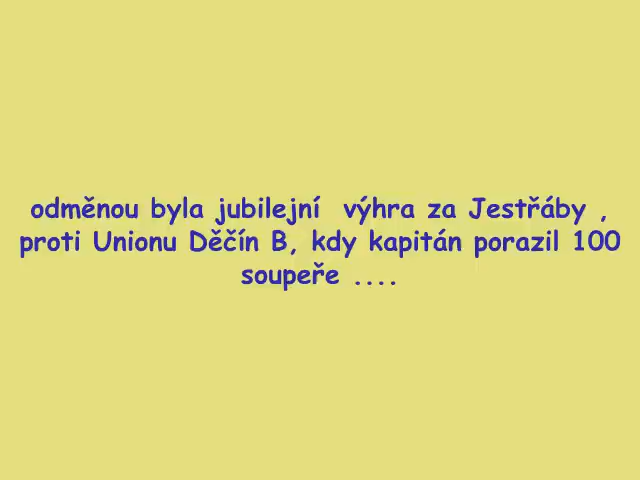 odměnou byla jubilejní  výhra za Jestřáby ,
proti Unionu Děčín B, kdy kapitán porazil 100
soupeře ....